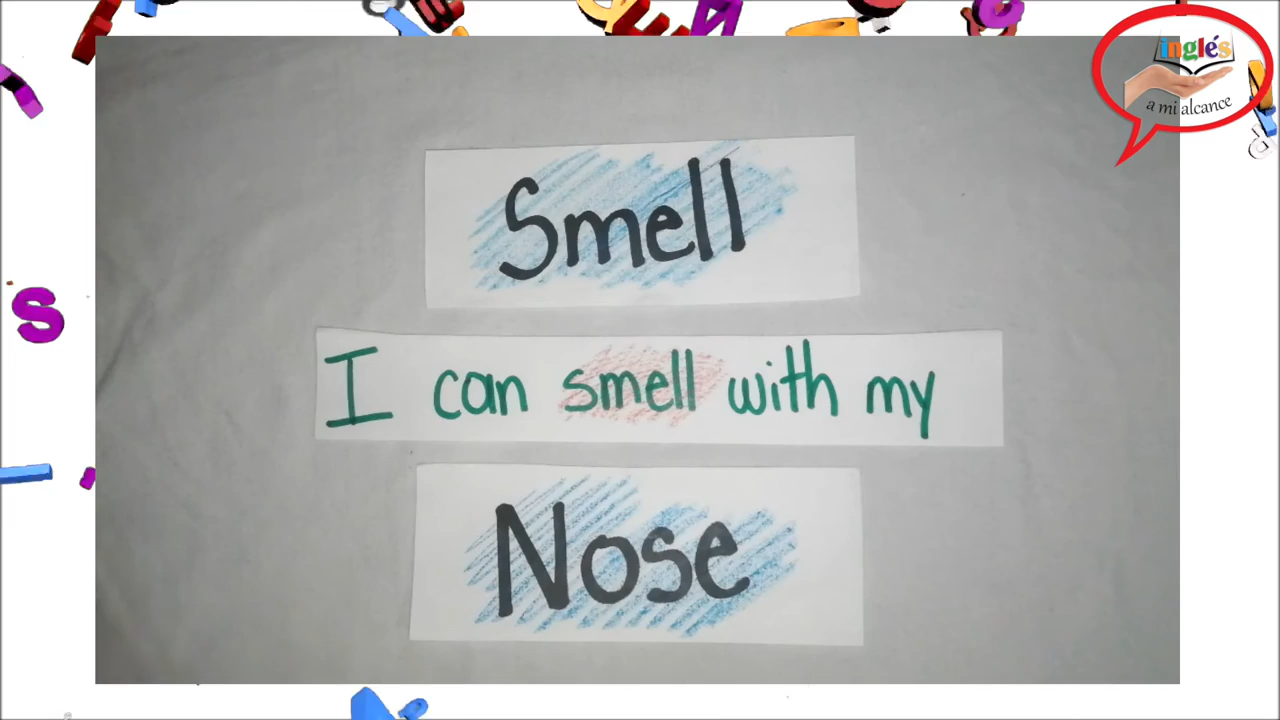 inglés
a mi alcance
Smell
I can smell with my
Nose
S